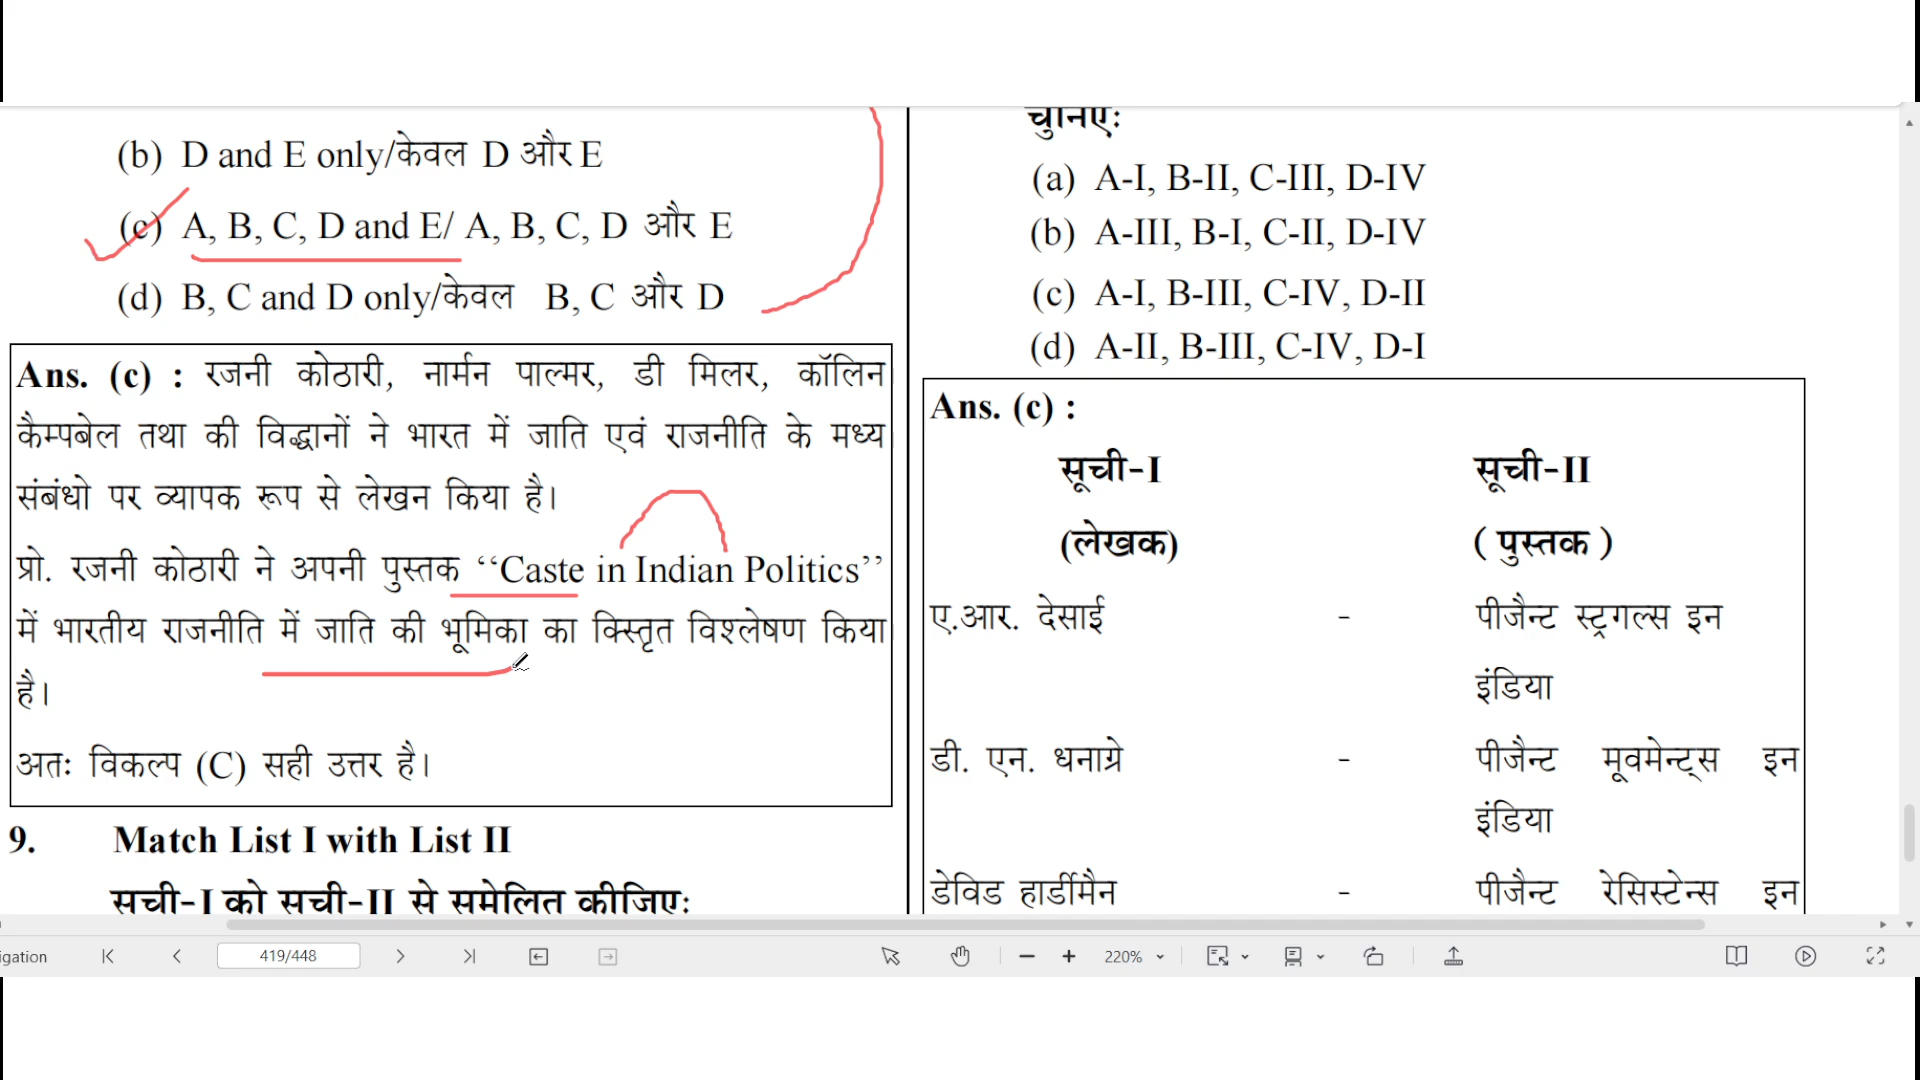 (b) D and E only/केवल D और E
(c) A, B, C, D and E/ A, B, C, D और E
(d) B, C and D only/केवल B, C और D
Ans. (c) : रजनी कोठारी, नार्मन पाल्मर, डी मिलर, कॉलिन
कैम्पबेल तथा की विद्धानों ने भारत में जाति एवं राजनीति के मध्य
संबंधो पर व्यापक रूप से लेखन किया है।
प्रो. रजनी कोठारी ने अपनी पुस्तक ‘‘Caste in Indian Politics’’
में भारतीय राजनीति में जाति की भूमिका का विस्तृत विश्लेषण किया
है।
अतः विकल्प (C) सही उत्तर है।
9. Match List I with List II
सूची-I को सूची-II से समेलित कीजिए:
चुनिए:
(a) A-I, B-II, C-III, D-IV
(b) A-III, B-I, C-II, D-IV
(c) A-I, B-III, C-IV, D-II
(d) A-II, B-III, C-IV, D-I
Ans. (c) :
सूची-I सूची-II
(लेखक) ( पुस्तक )
ए.आर. देसाई - पीजैन्ट स्ट्रगल्स इन
इंडिया
डी. एन. धनाग्रे - पीजैन्ट मूवमेन्ट्स इन
इंडिया
डेविड हार्डीमैन - पीजैन्ट रेसिस्टेन्स इन
igation 419/448 220%